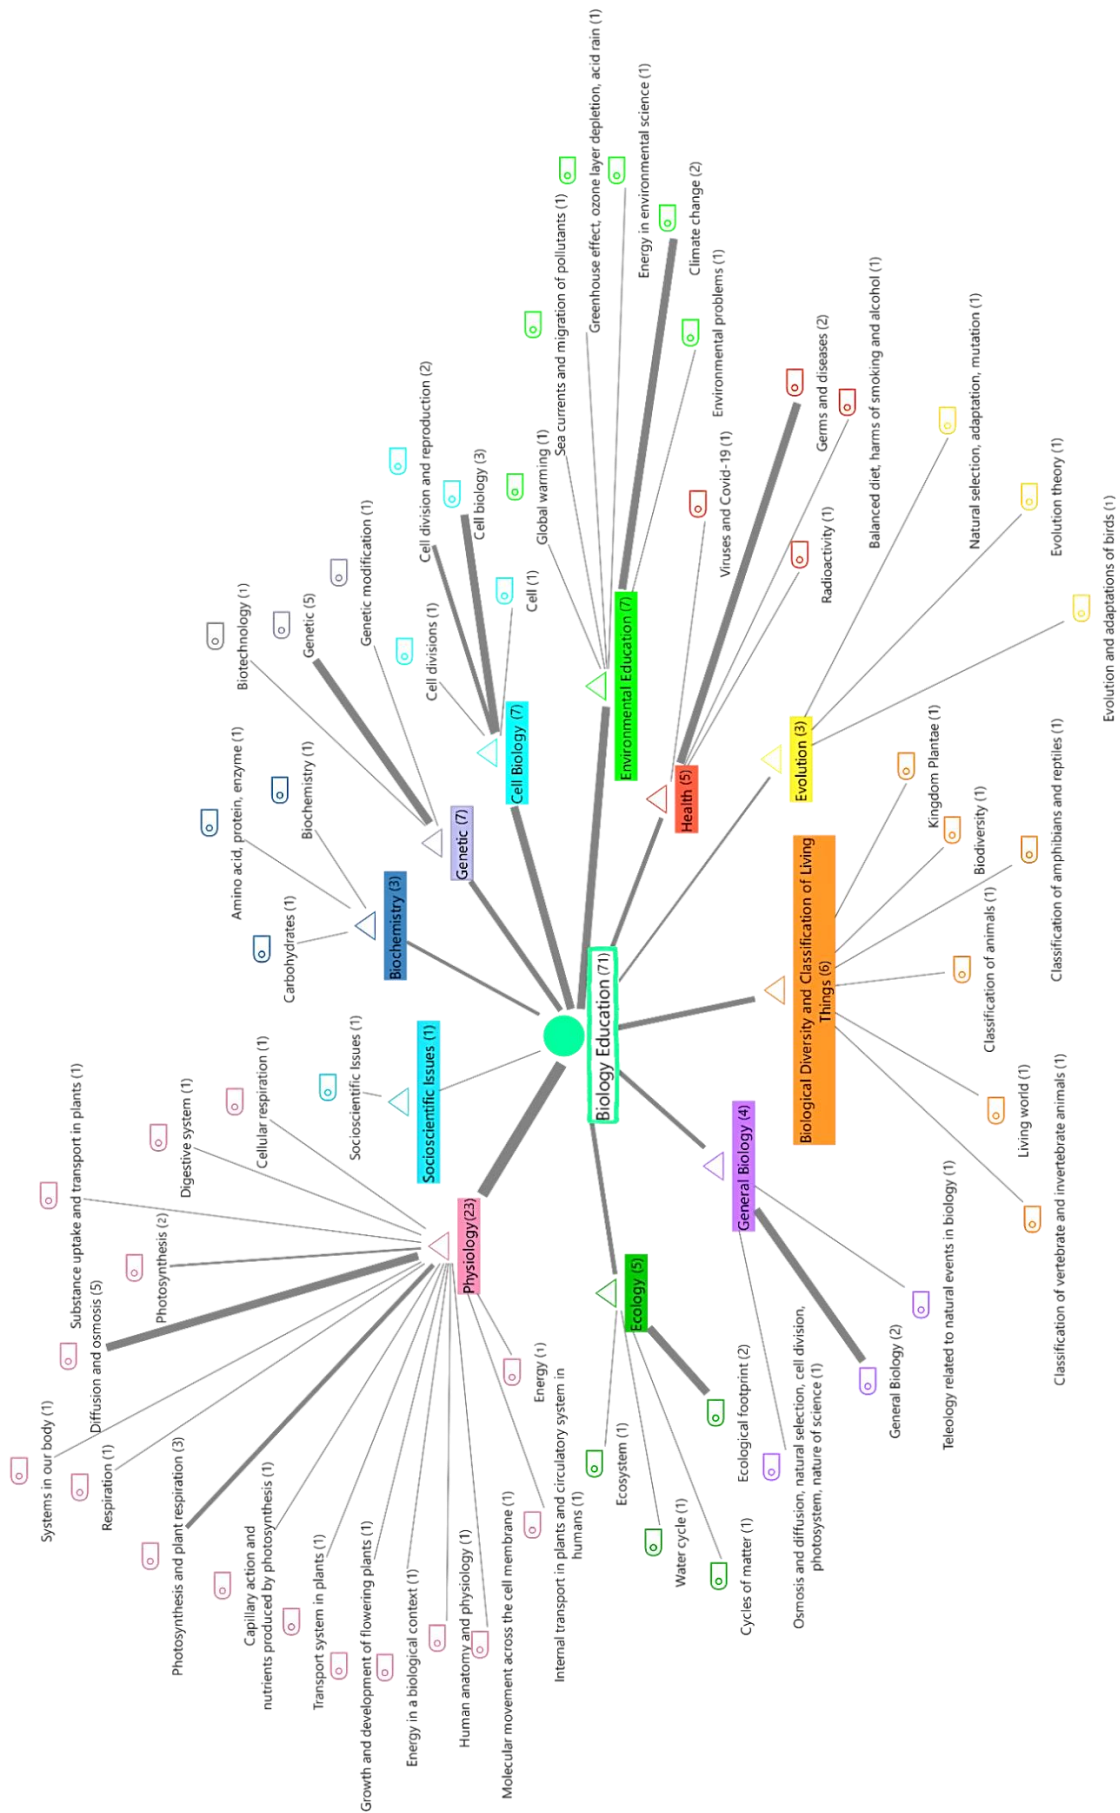 Biology Education (71)
Physiology(23)
Systems in our body (1)
Respiration (1)
Diffusion and osmosis (5)
Substance uptake and transport in plants (1)
Photosynthesis (2)
Digestive system (1)
Cellular respiration (1)
Photosynthesis and plant respiration (3)
Capillary action and
nutrients produced by photosynthesis (1)
Transport system in plants (1)
Growth and development of flowering plants (1)
Energy in a biological context (1)
Human anatomy and physiology (1)
Molecular movement across the cell membrane (1)
Internal transport in plants and circulatory system in
humans (1)
Energy (1)
Socioscientific Issues (1)
Socioscientific Issues (1)
Biochemistry (3)
Carbohydrates (1)
Amino acid, protein, enzyme (1)
Biochemistry (1)
Genetic (7)
Biotechnology (1)
Genetic (5)
Genetic modification (1)
Cell Biology (7)
Cell divisions (1)
Cell division and reproduction (2)
Cell biology (3)
Cell (1)
Environmental Education (7)
Global warming (1)
Sea currents and migration of pollutants (1)
Greenhouse effect, ozone layer depletion, acid rain (1)
Energy in environmental science (1)
Climate change (2)
Environmental problems (1)
Health (5)
Viruses and Covid-19 (1)
Germs and diseases (2)
Balanced diet, harms of smoking and alcohol (1)
Radioactivity (1)
Evolution (3)
Natural selection, adaptation, mutation (1)
Evolution theory (1)
Evolution and adaptations of birds (1)
Biological Diversity and Classification of Living
Things (6)
Kingdom Plantae (1)
Biodiversity (1)
Classification of amphibians and reptiles (1)
Classification of animals (1)
Living world (1)
Classification of vertebrate and invertebrate animals (1)
General Biology (4)
Teleology related to natural events in biology (1)
General Biology (2)
Osmosis and diffusion, natural selection, cell division,
photosystem, nature of science (1)
Ecology (5)
Ecological footprint (2)
Ecosystem (1)
Water cycle (1)
Cycles of matter (1)